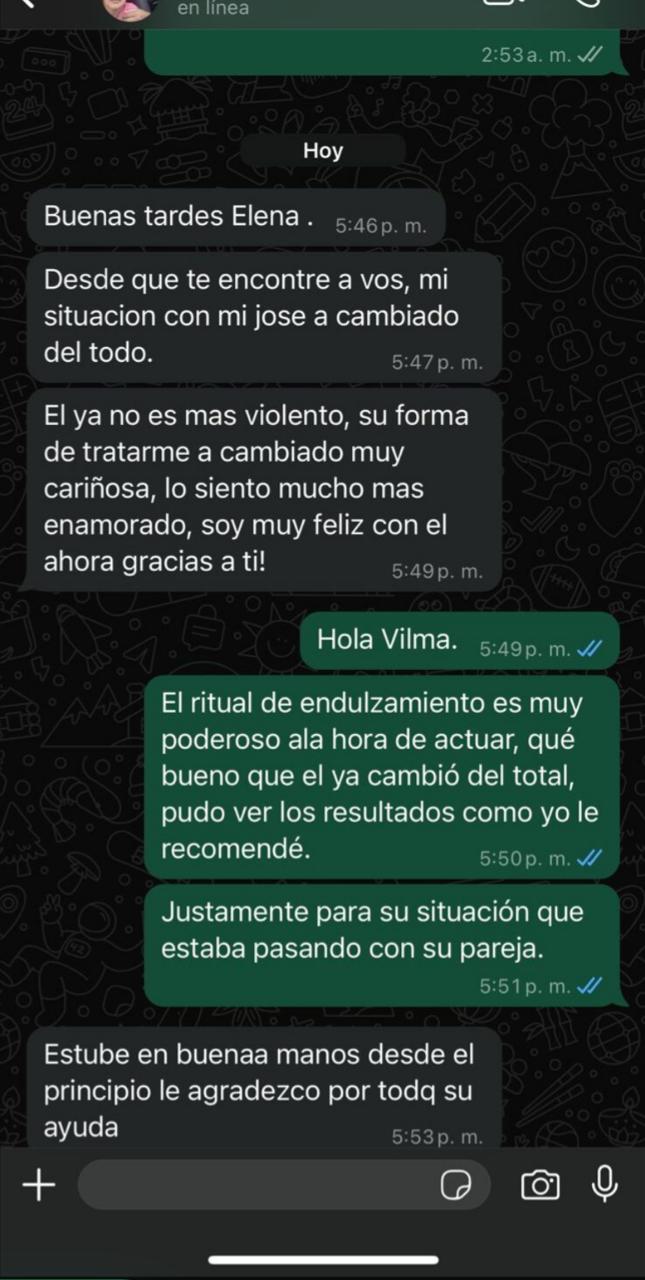 en línea
2:53 a. m.
Hoy
Buenas tardes Elena .
5:46 p. m.
Desde que te encontre a vos, mi
situacion con mi jose a cambiado
del todo.
5:47 p. m.
El ya no es mas violento, su forma
de tratarme a cambiado muy
cariñosa, lo siento mucho mas
enamorado, soy muy feliz con el
ahora gracias a ti!
5:49 p. m.
Hola Vilma.
5:49 p. m.
El ritual de endulzamiento es muy
poderoso ala hora de actuar, qué
bueno que el ya cambió del total,
pudo ver los resultados como yo le
recomendé.
5:50 p. m.
Justamente para su situación que
estaba pasando con su pareja.
5:51 p. m.
Estube en buenaa manos desde el
principio le agradezco por todq su
ayuda
5:53 p. m.